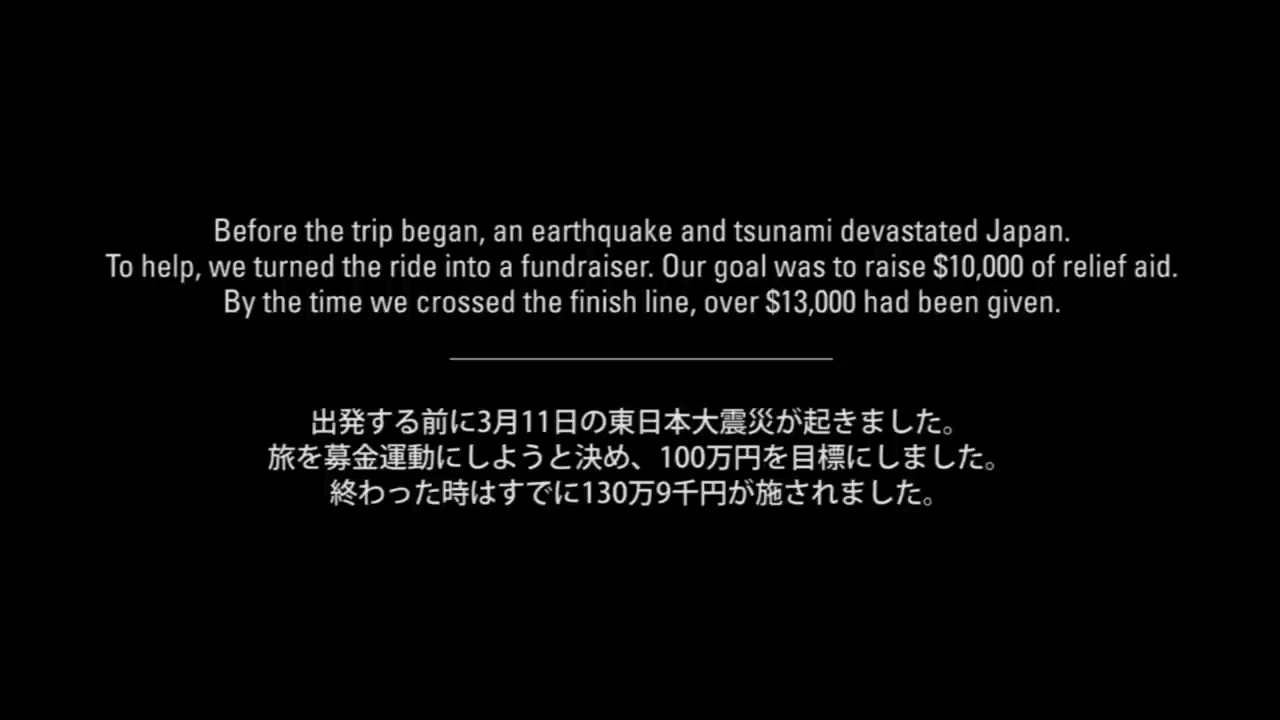 Before the trip began, an earthquake and tsunami devastated Japan.
To help, we turned the ride into a fundraiser. Our goal was to raise $10,000 of relief aid.
By the time we crossed the finish line, over $13,000 had been given.
出発する前に3月11日の東日本大震災が起きました。
旅を募金運動にしようと決め、100万円を目標にしました。
終わった時はすでに130万9千円が施されました。